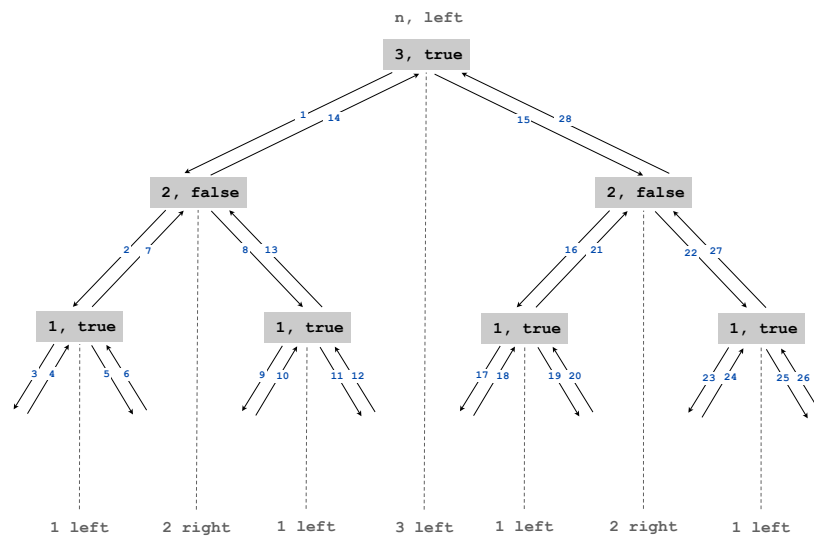 n, left
3, true
1
14
15
28
2, false
2, false
2
7
8
13
16
21
22
27
1, true
1, true
1, true
1, true
3
4
5
6
9
10
11
12
17
18
19
20
23
24
25
26
1 left
2 right
1 left
3 left
1 left
2 right
1 left